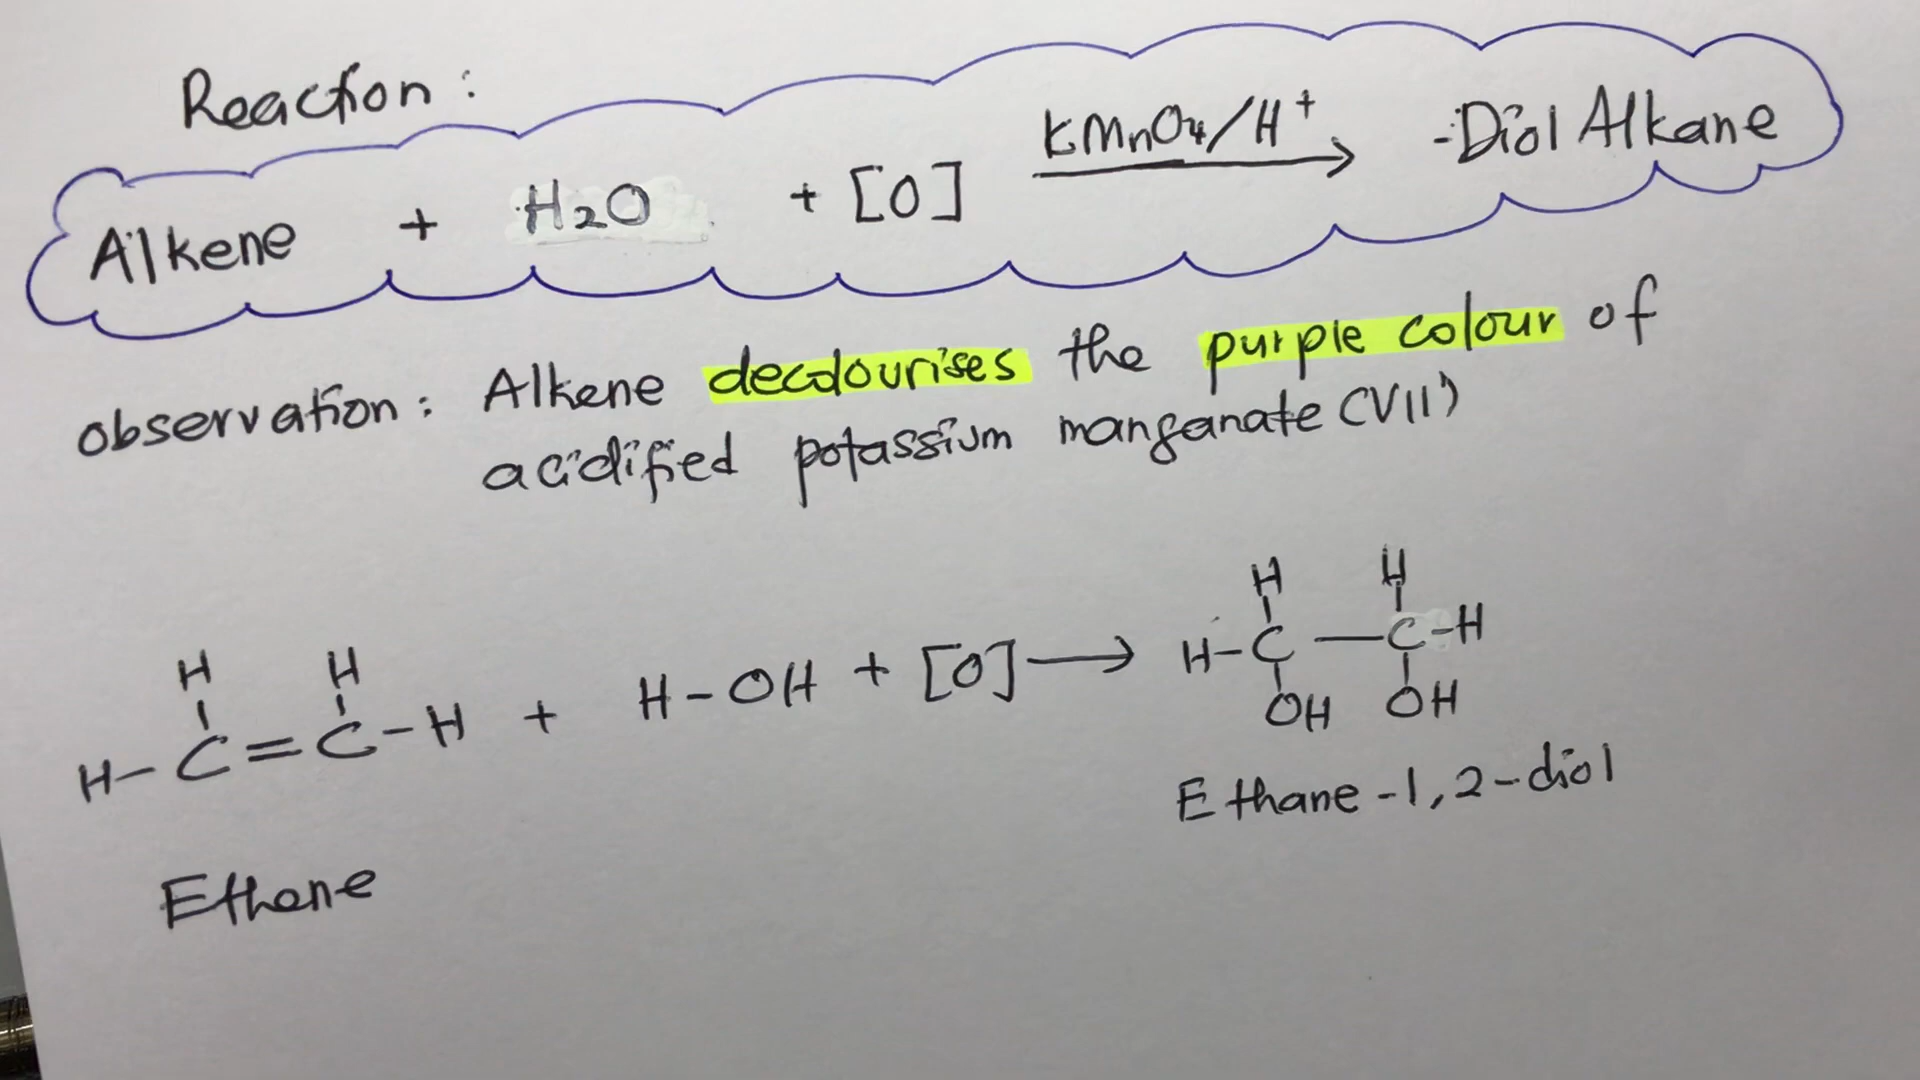 Reaction:
Alkene + H2O + [O] KMnO4/H+ → -Diol Alkane
observation: Alkene decolourises the purple colour of
acidified potassium manganate (VII)
H H
H-C=C-H + H-OH + [O] → H-C-C-H
H H
OH OH
Ethane-1,2-diol
Ethene